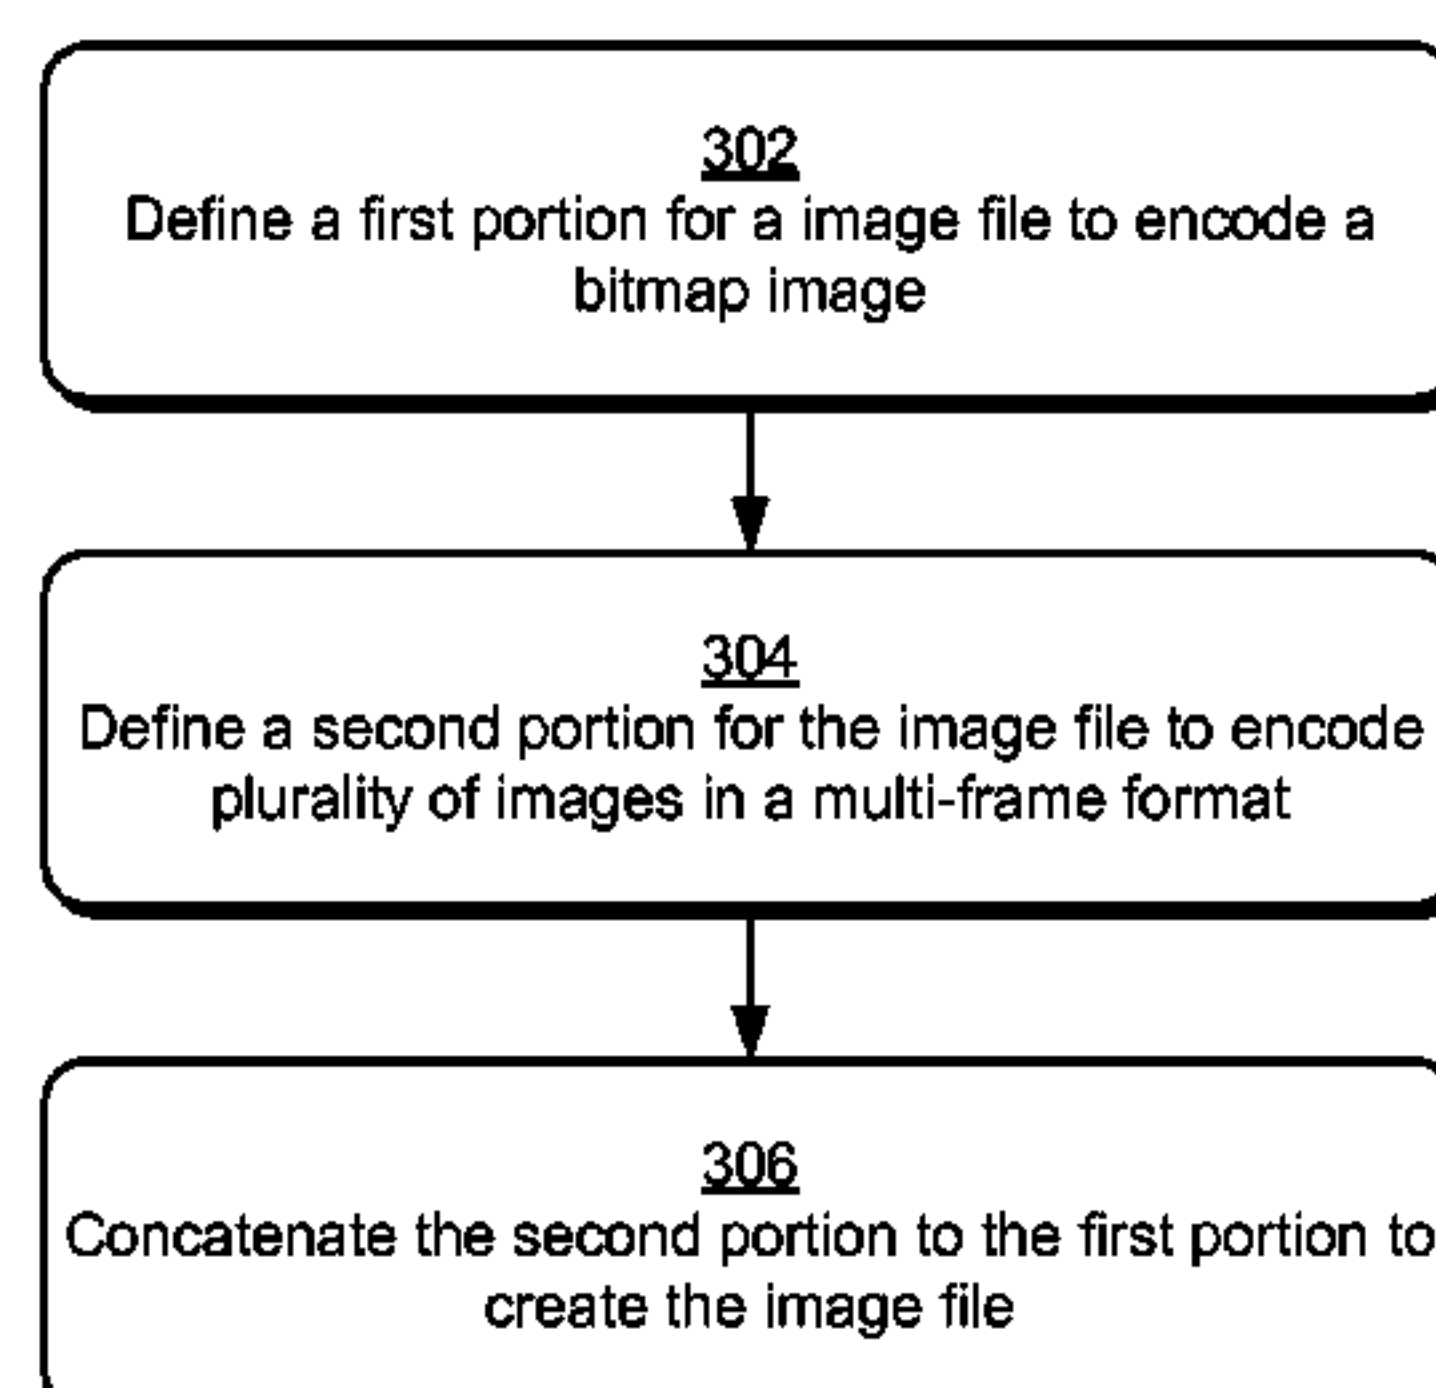 302
Define a first portion for a image file to encode a
bitmap image
304
Define a second portion for the image file to encode
plurality of images in a multi-frame format
306
Concatenate the second portion to the first portion to
create the image file